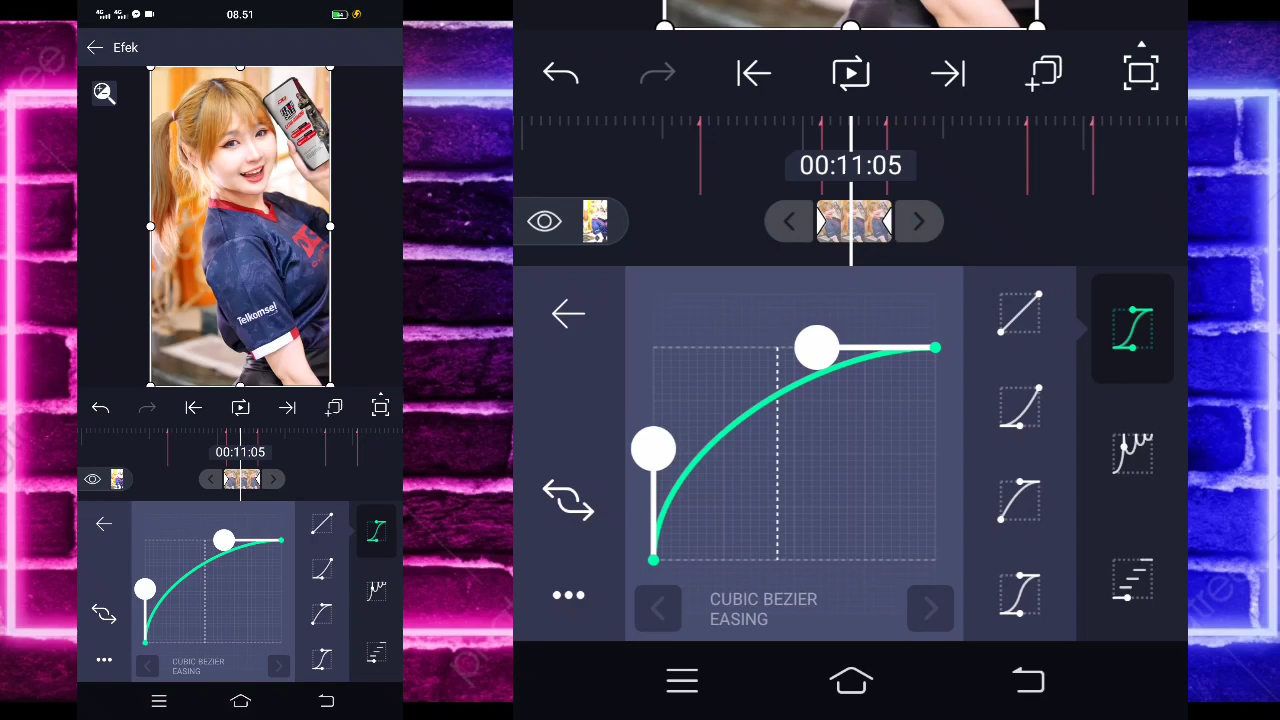 08.51
Efek
Telkomsel
00:11:05
CUBIC BEZIER
EASING
00:11:05
CUBIC BEZIER
EASING